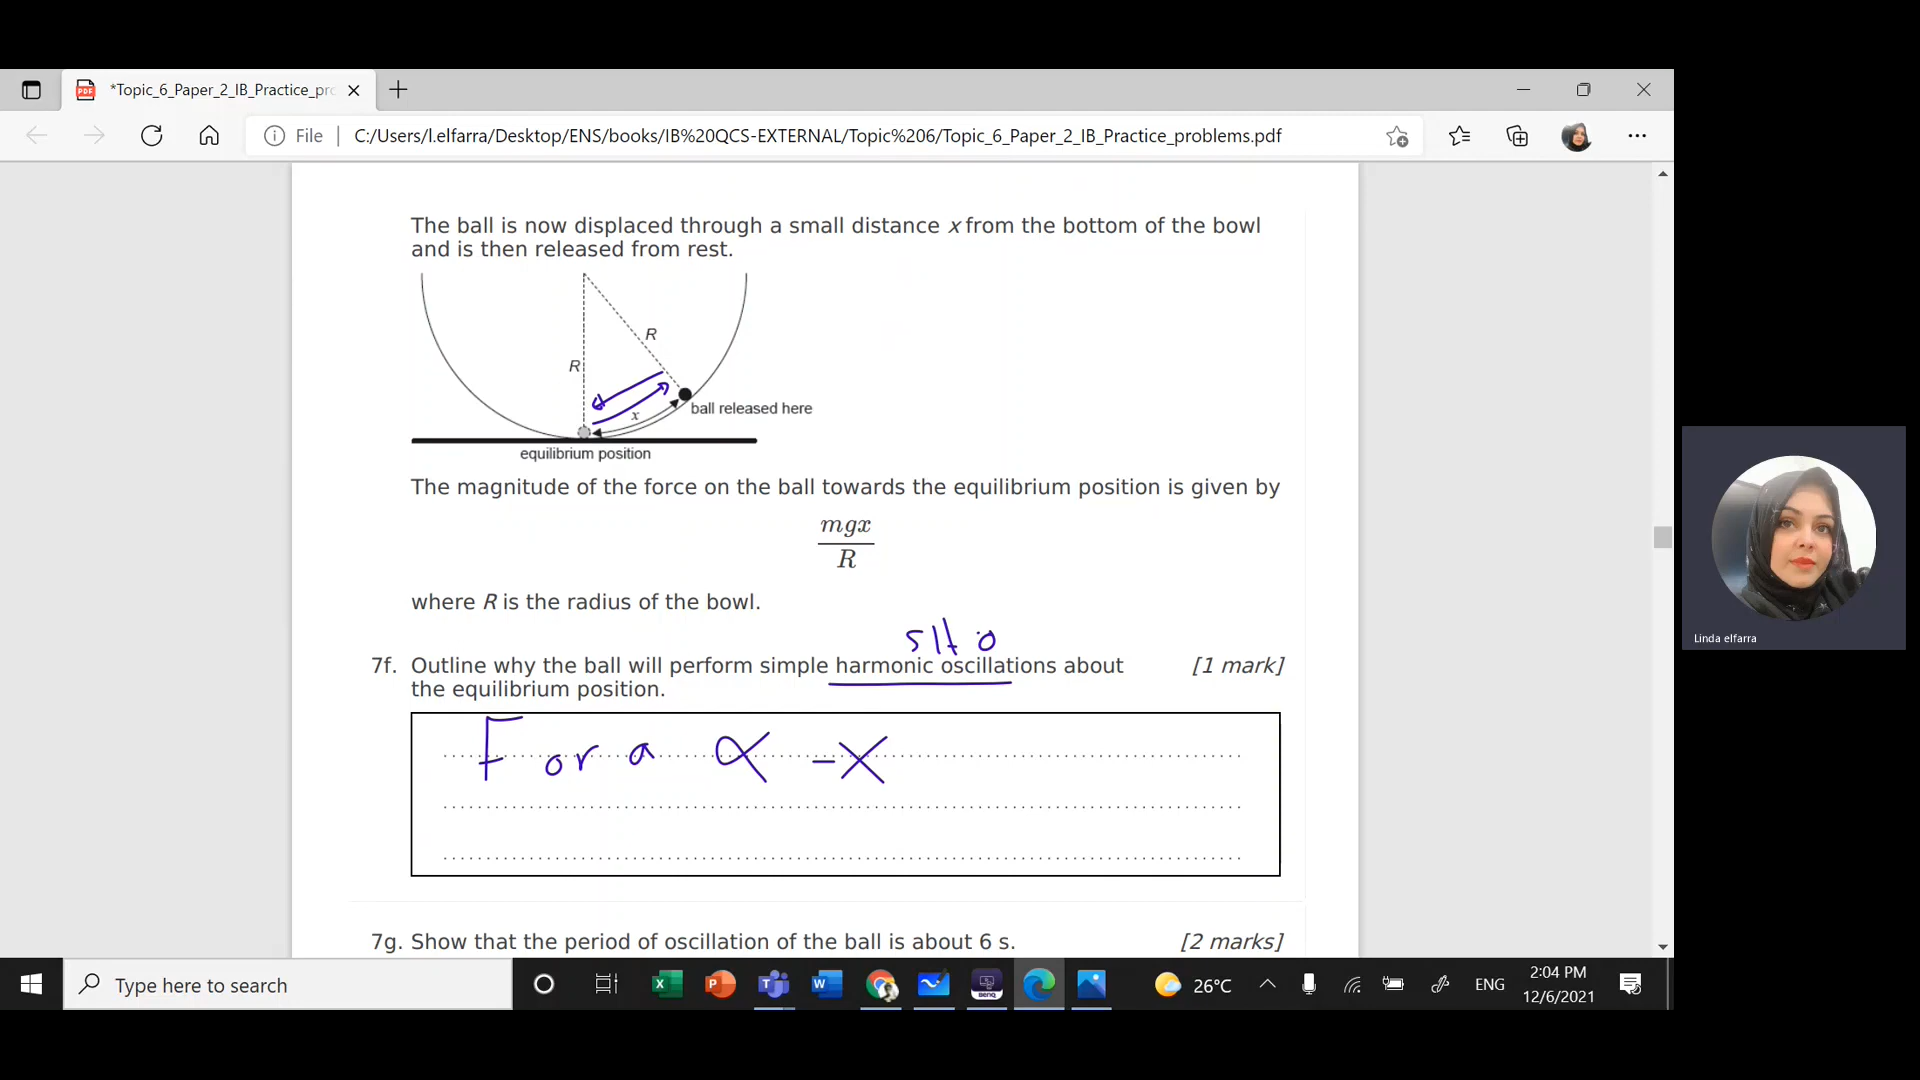 *Topic_6_Paper_2_IB_Practice_pro
File | C:/Users/l.elfarra/Desktop/ENS/books/IB%20QCS-EXTERNAL/Topic%206/Topic_6_Paper_2_IB_Practice_problems.pdf
The ball is now displaced through a small distance x from the bottom of the bowl
and is then released from rest.
R
R
x
ball released here
equilibrium position
The magnitude of the force on the ball towards the equilibrium position is given by
mgx
R
where R is the radius of the bowl.
7f. Outline why the ball will perform simple harmonic oscillations about [1 mark]
the equilibrium position.
F or a ∝ -x
7g. Show that the period of oscillation of the ball is about 6 s. [2 marks]
Linda elfarra
Type here to search
26°C
ENG
2:04 PM
12/6/2021